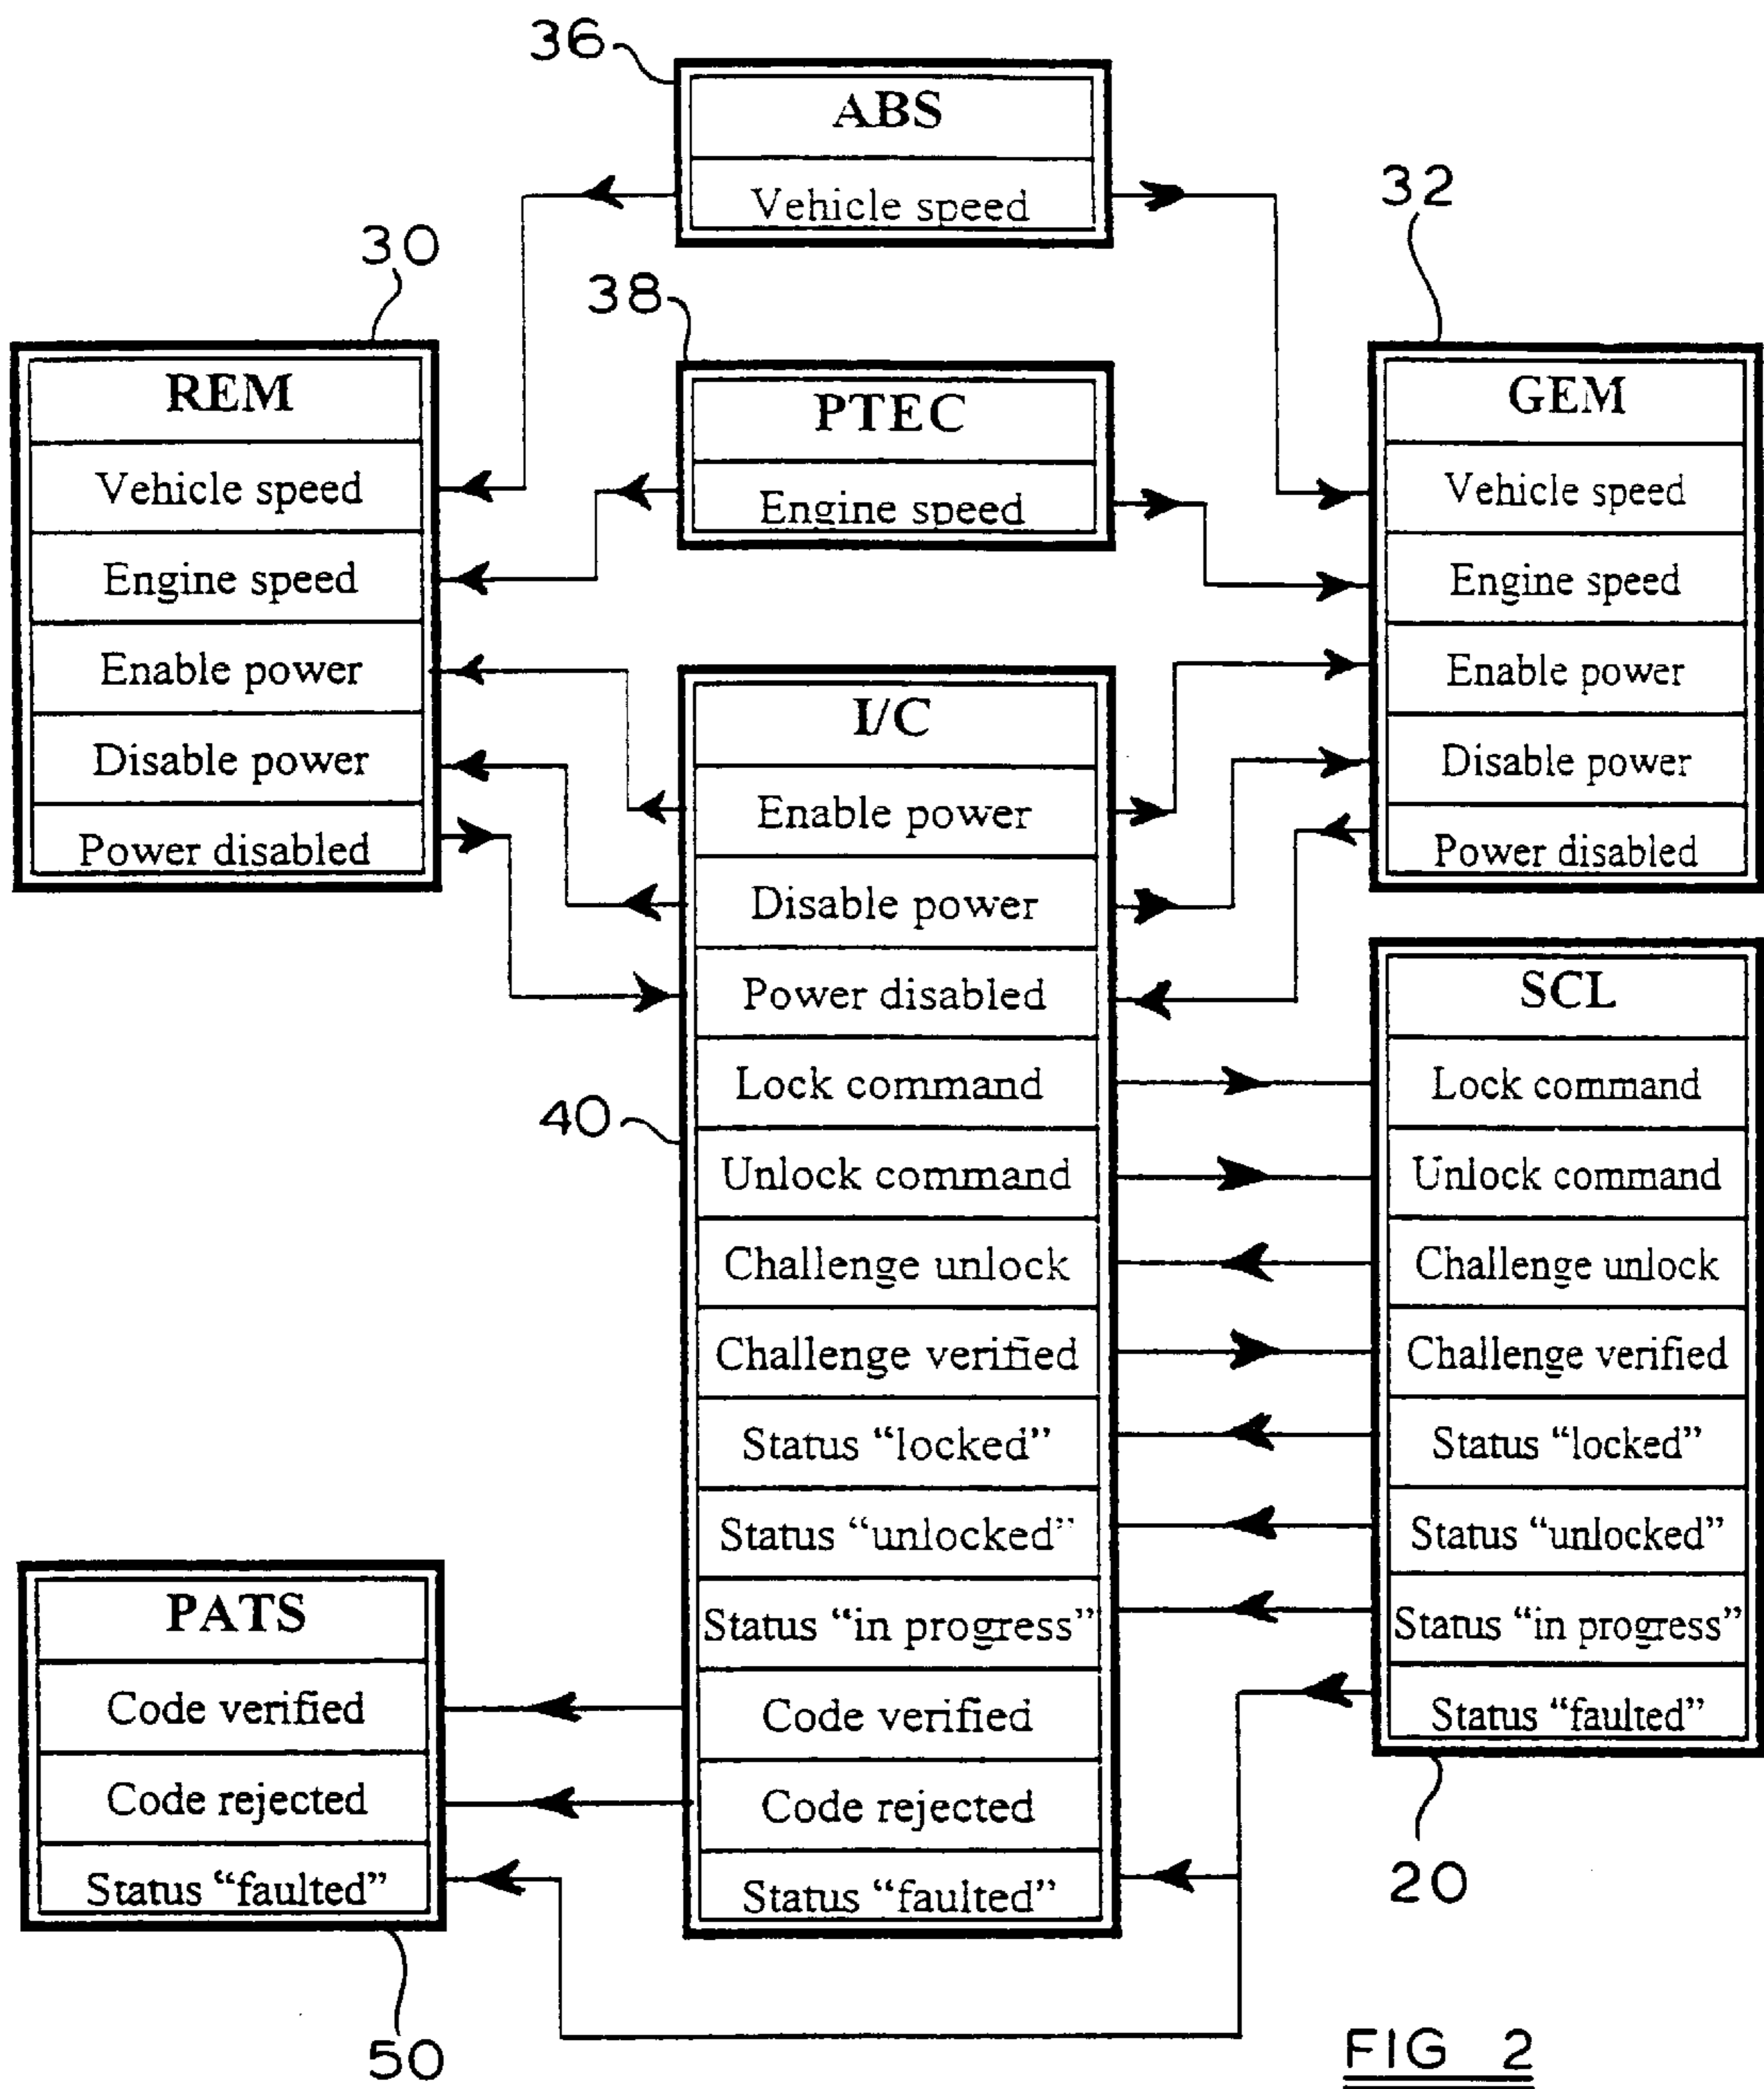 36
ABS
Vehicle speed
30
REM
Vehicle speed
Engine speed
Enable power
Disable power
Power disabled
38
PTEC
Engine speed
32
GEM
Vehicle speed
Engine speed
Enable power
Disable power
Power disabled
I/C
Enable power
Disable power
Power disabled
Lock command
Unlock command
Challenge unlock
Challenge verified
Status “locked”
Status “unlocked”
Status “in progress”
Code verified
Code rejected
Status “faulted”
40
SCL
Lock command
Unlock command
Challenge unlock
Challenge verified
Status “locked”
Status “unlocked”
Status “in progress”
Status “faulted”
20
PATS
Code verified
Code rejected
Status “faulted”
50
FIG 2